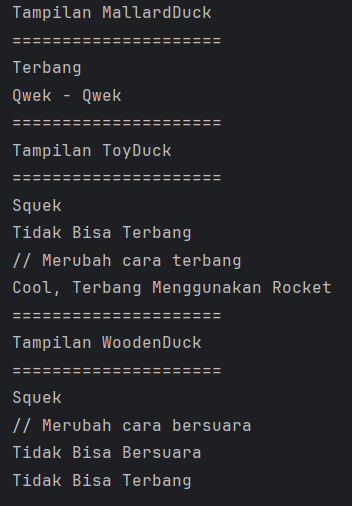 Tampilan MallardDuck
=====================
Terbang
Qwek - Qwek
=====================
Tampilan ToyDuck
=====================
Squek
Tidak Bisa Terbang
// Merubah cara terbang
Cool, Terbang Menggunakan Rocket
=====================
Tampilan WoodenDuck
=====================
Squek
// Merubah cara bersuara
Tidak Bisa Bersuara
Tidak Bisa Terbang